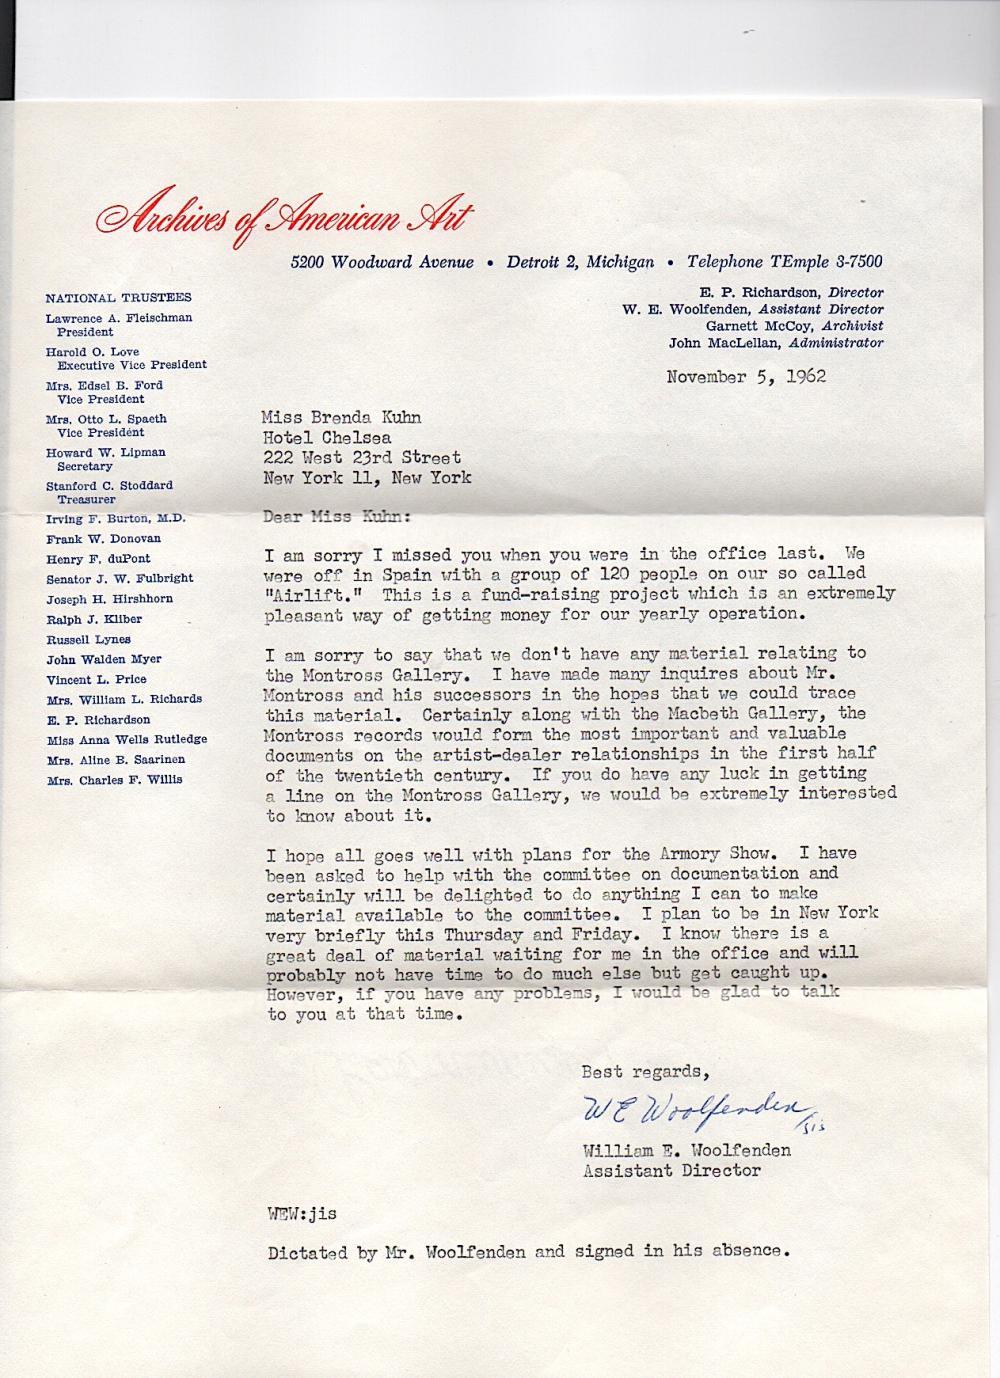 Archives of American Art
5200 Woodward Avenue • Detroit 2, Michigan • Telephone TEmple 3-7500
E. P. Richardson, Director
W. E. Woolfenden, Assistant Director
Garnett McCoy, Archivist
John MacLellan, Administrator
NATIONAL TRUSTEES
Lawrence A. Fleischman
President
Harold O. Love
Executive Vice President
Mrs. Edsel B. Ford
Vice President
Mrs. Otto L. Spaeth
Vice President
Howard W. Lipman
Secretary
Stanford C. Stoddard
Treasurer
Irving F. Burton, M.D.
Frank W. Donovan
Henry F. duPont
Senator J. W. Fulbright
Joseph H. Hirshhorn
Ralph J. Kliber
Russell Lynes
John Walden Myer
Vincent L. Price
Mrs. William L. Richards
E. P. Richardson
Miss Anna Wells Rutledge
Mrs. Aline B. Saarinen
Mrs. Charles F. Willis
November 5, 1962
Miss Brenda Kuhn
Hotel Chelsea
222 West 23rd Street
New York 11, New York
Dear Miss Kuhn:
I am sorry I missed you when you were in the office last. We
were off in Spain with a group of 120 people on our so called
"Airlift." This is a fund-raising project which is an extremely
pleasant way of getting money for our yearly operation.
I am sorry to say that we don't have any material relating to
the Montross Gallery. I have made many inquires about Mr.
Montross and his successors in the hopes that we could trace
this material. Certainly along with the Macbeth Gallery, the
Montross records would form the most important and valuable
documents on the artist-dealer relationships in the first half
of the twentieth century. If you do have any luck in getting
a line on the Montross Gallery, we would be extremely interested
to know about it.
I hope all goes well with plans for the Armory Show. I have
been asked to help with the committee on documentation and
certainly will be delighted to do anything I can to make
material available to the committee. I plan to be in New York
very briefly this Thursday and Friday. I know there is a
great deal of material waiting for me in the office and will
probably not have time to do much else but get caught up.
However, if you have any problems, I would be glad to talk
to you at that time.
Best regards,
W E Woolfenden
/jis
William E. Woolfenden
Assistant Director
WEW:jis
Dictated by Mr. Woolfenden and signed in his absence.